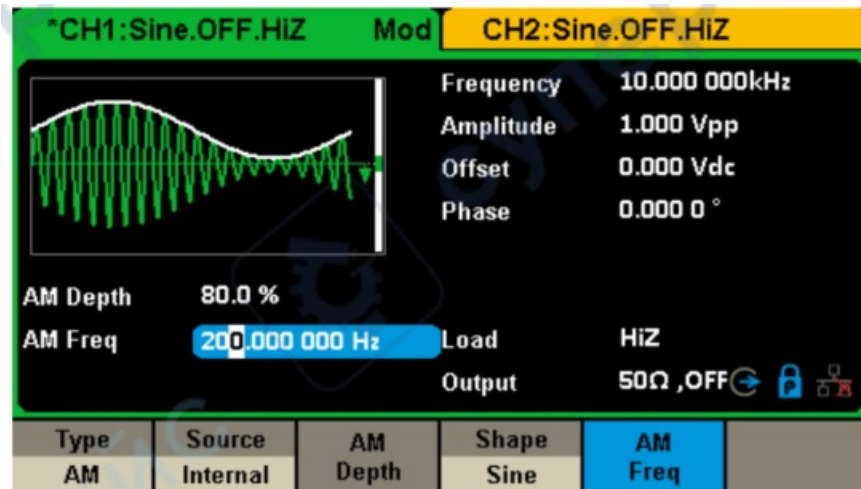 *CH1:Sine.OFF.HiZ Mod CH2:Sine.OFF.HiZ
Frequency 10.000 000kHz
Amplitude 1.000 Vpp
Offset 0.000 Vdc
Phase 0.000 0 °
AM Depth 80.0 %
AM Freq 200.000 000 Hz
Load HiZ
Output 50Ω ,OFF P
Type Source AM Depth Shape AM Freq
AM Internal Sine